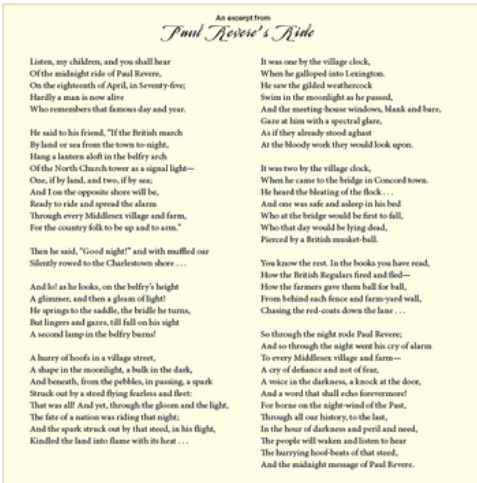 An excerpt from
Paul Revere's Ride
Listen, my children, and you shall hear
Of the midnight ride of Paul Revere,
On the eighteenth of April, in Seventy-five;
Hardly a man is now alive
Who remembers that famous day and year.
He said to his friend, "If the British march
By land or sea from the town to-night,
Hang a lantern aloft in the belfry arch
Of the North Church tower as a signal light—
One, if by land, and two, if by sea;
And I on the opposite shore will be,
Ready to ride and spread the alarm
Through every Middlesex village and farm,
For the country folk to be up and to arm."
Then he said, "Good night!" and with muffled oar
Silently rowed to the Charlestown shore . . .
And lo! as he looks, on the belfry's height
A glimmer, and then a gleam of light!
He springs to the saddle, the bridle he turns,
But lingers and gazes, till full on his sight
A second lamp in the belfry burns!
A hurry of hoofs in a village street,
A shape in the moonlight, a bulk in the dark,
And beneath, from the pebbles, in passing, a spark
Struck out by a steed flying fearless and fleet:
That was all! And yet, through the gloom and the light,
The fate of a nation was riding that night;
And the spark struck out by that steed, in his flight,
Kindled the land into flame with its heat . . .
It was one by the village clock,
When he galloped into Lexington.
He saw the gilded weathercock
Swim in the moonlight as he passed,
And the meeting-house windows, blank and bare,
Gaze at him with a spectral glare,
As if they already stood aghast
At the bloody work they would look upon.
It was two by the village clock,
When he came to the bridge in Concord town.
He heard the bleating of the flock . . .
And one was safe and asleep in his bed
Who at the bridge would be first to fall,
Who that day would be lying dead,
Pierced by a British musket-ball.
You know the rest. In the books you have read,
How the British Regulars fired and fled—
How the farmers gave them ball for ball,
From behind each fence and farm-yard wall,
Chasing the red-coats down the lane . . .
So through the night rode Paul Revere;
And so through the night went his cry of alarm
To every Middlesex village and farm—
A cry of defiance and not of fear,
A voice in the darkness, a knock at the door,
And a word that shall echo forevermore!
For borne on the night-wind of the Past,
Through all our history, to the last,
In the hour of darkness and peril and need,
The people will waken and listen to hear
The hurrying hoof-beats of that steed,
And the midnight message of Paul Revere.